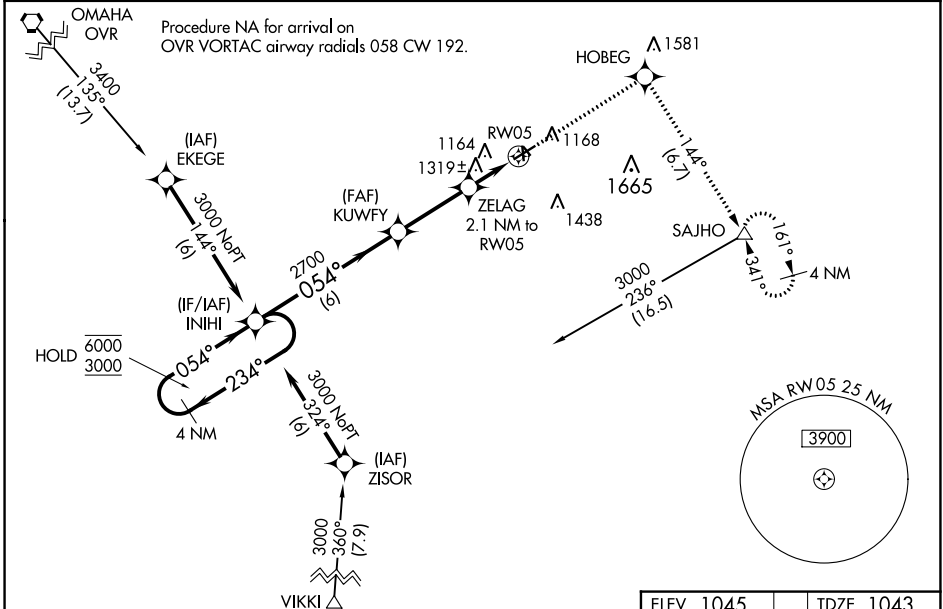 OMAHA
OVR
Procedure NA for arrival on
OVR VORTAC airway radials 058 CW 192.
3400
135°
(13.7)
(IAF)
EKEGE
3000 NoPT
144°
(6)
HOBEG
1581
RW05
1164
1319±
1168
1665
1438
144°
(6.7)
(FAF)
KUWFY
ZELAG
2.1 NM to
RW05
SAJHO
161°
341°
4 NM
3000
236°
(16.5)
2700
054°
(6)
(IF/IAF)
INIHI
HOLD
6000
3000
054°
234°
4 NM
3000 NoPT
324°
(6)
(IAF)
ZISOR
3000
360°
(7.9)
VIKKI
MSA RW05 25 NM
3900
ELEV 1045
TDZE 1043